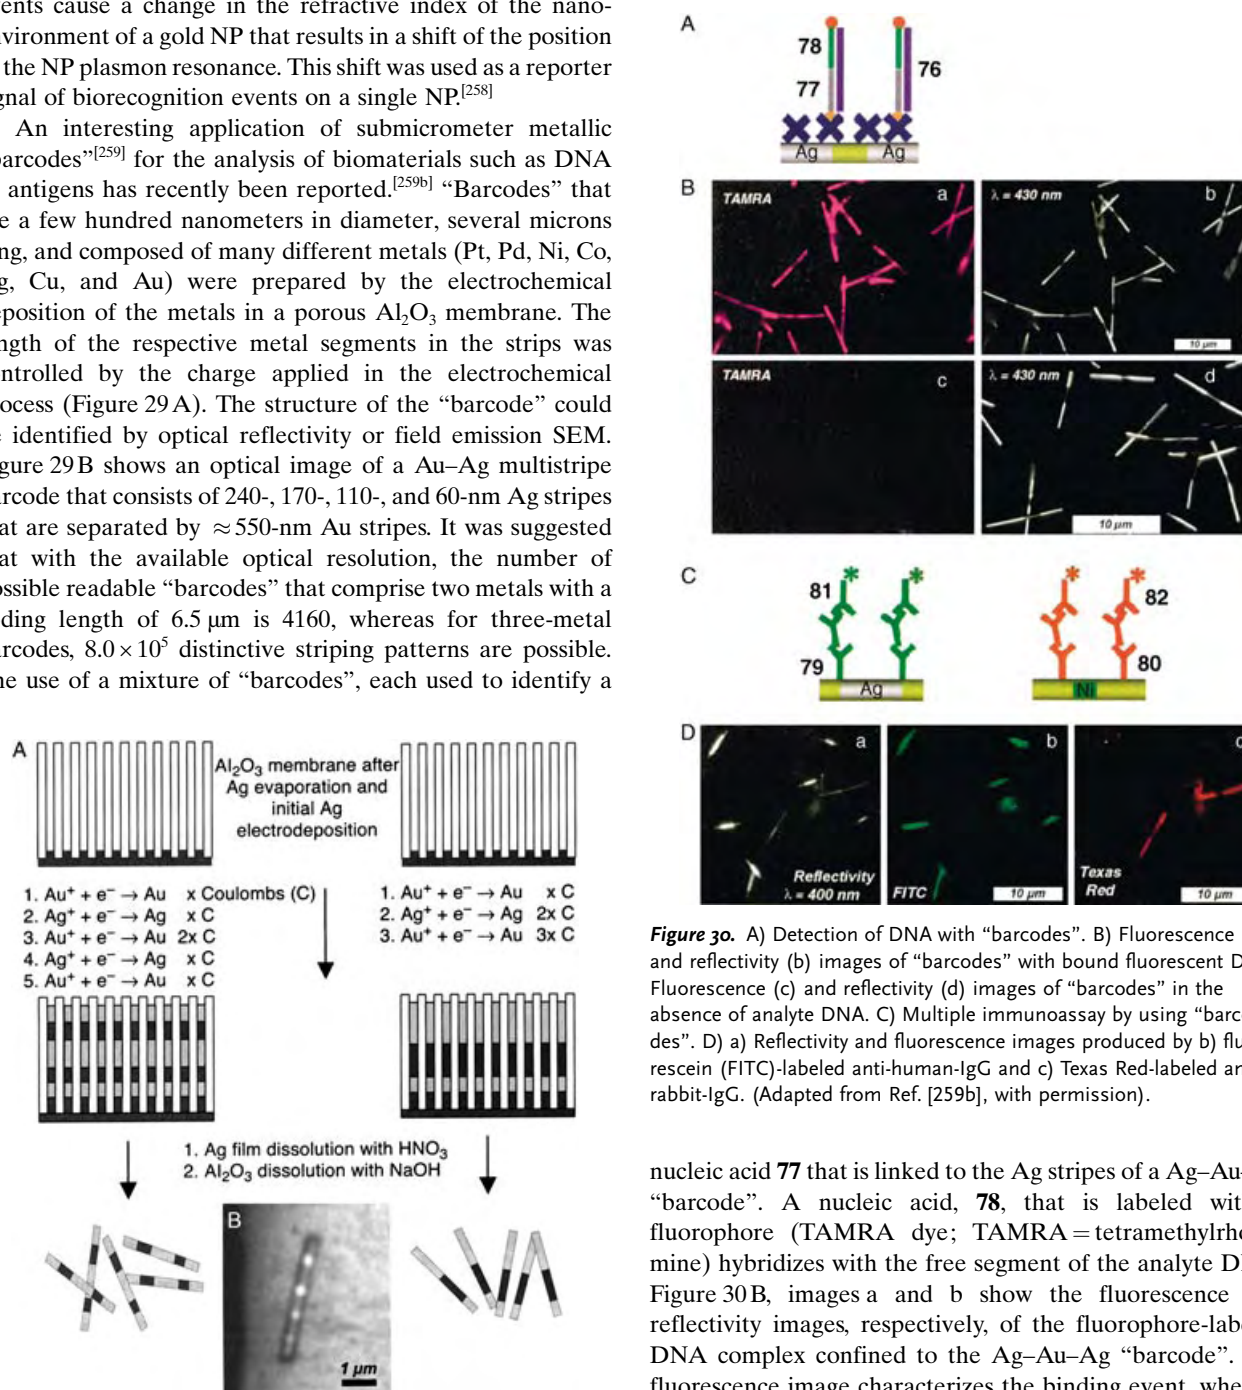 ents cause a change in the refractive index of the nano-
nvironment of a gold NP that results in a shift of the position
the NP plasmon resonance. This shift was used as a reporter
gnal of biorecognition events on a single NP.[258]
An interesting application of submicrometer metallic
barcodes”[259] for the analysis of biomaterials such as DNA
antigens has recently been reported.[259b] “Barcodes” that
e a few hundred nanometers in diameter, several microns
ng, and composed of many different metals (Pt, Pd, Ni, Co,
g, Cu, and Au) were prepared by the electrochemical
eposition of the metals in a porous Al2O3 membrane. The
ngth of the respective metal segments in the strips was
ontrolled by the charge applied in the electrochemical
ocess (Figure 29 A). The structure of the “barcode” could
e identified by optical reflectivity or field emission SEM.
gure 29 B shows an optical image of a Au–Ag multistripe
arcode that consists of 240-, 170-, 110-, and 60-nm Ag stripes
at are separated by ≈ 550-nm Au stripes. It was suggested
at with the available optical resolution, the number of
ossible readable “barcodes” that comprise two metals with a
ding length of 6.5 μm is 4160, whereas for three-metal
arcodes, 8.0 × 10⁵ distinctive striping patterns are possible.
ne use of a mixture of “barcodes”, each used to identify a
A
Al2O3 membrane after
Ag evaporation and
initial Ag
electrodeposition
1. Au⁺ + e⁻ → Au x Coulombs (C)
2. Ag⁺ + e⁻ → Ag x C
3. Au⁺ + e⁻ → Au 2x C
4. Ag⁺ + e⁻ → Ag x C
5. Au⁺ + e⁻ → Au x C
1. Au⁺ + e⁻ → Au x C
2. Ag⁺ + e⁻ → Ag 2x C
3. Au⁺ + e⁻ → Au 3x C
1. Ag film dissolution with HNO3
2. Al2O3 dissolution with NaOH
B
1 μm
A
78
77
76
Ag Ag
B
TAMRA a
λ = 430 nm b
10 μm
TAMRA c
λ = 430 nm d
10 μm
C
81
79
Ag
82
80
Ni
D
a
Reflectivity
λ = 400 nm
b
FITC 10 μm
c
Texas
Red 10 μm
Figure 30. A) Detection of DNA with “barcodes”. B) Fluorescence
and reflectivity (b) images of “barcodes” with bound fluorescent D
Fluorescence (c) and reflectivity (d) images of “barcodes” in the
absence of analyte DNA. C) Multiple immunoassay by using “barco
des”. D) a) Reflectivity and fluorescence images produced by b) flu
rescein (FITC)-labeled anti-human-IgG and c) Texas Red-labeled an
rabbit-IgG. (Adapted from Ref. [259b], with permission).
nucleic acid 77 that is linked to the Ag stripes of a Ag–Au–
“barcode”. A nucleic acid, 78, that is labeled wit
fluorophore (TAMRA dye; TAMRA = tetramethylrho
mine) hybridizes with the free segment of the analyte D
Figure 30 B, images a and b show the fluorescence
reflectivity images, respectively, of the fluorophore-labe
DNA complex confined to the Ag–Au–Ag “barcode”.
fluorescence image characterizes the binding event, whe